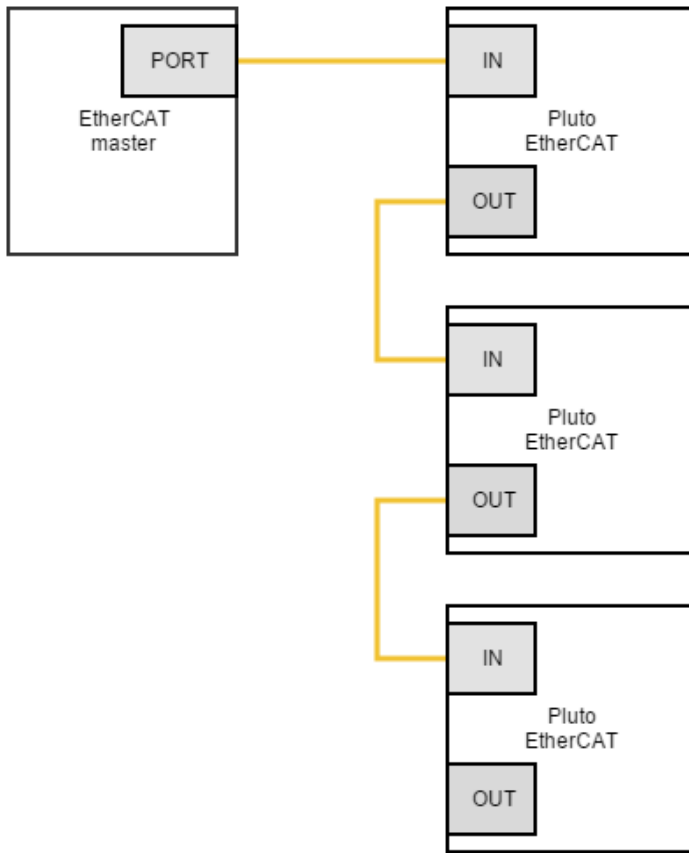 PORT
EtherCAT
master
IN
Pluto
EtherCAT
OUT
IN
Pluto
EtherCAT
OUT
IN
Pluto
EtherCAT
OUT